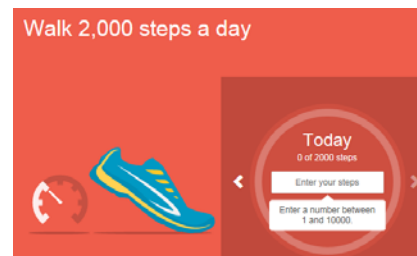 Walk 2,000 steps a day
Today
0 of 2000 steps
Enter your steps
Enter a number between
1 and 10000.